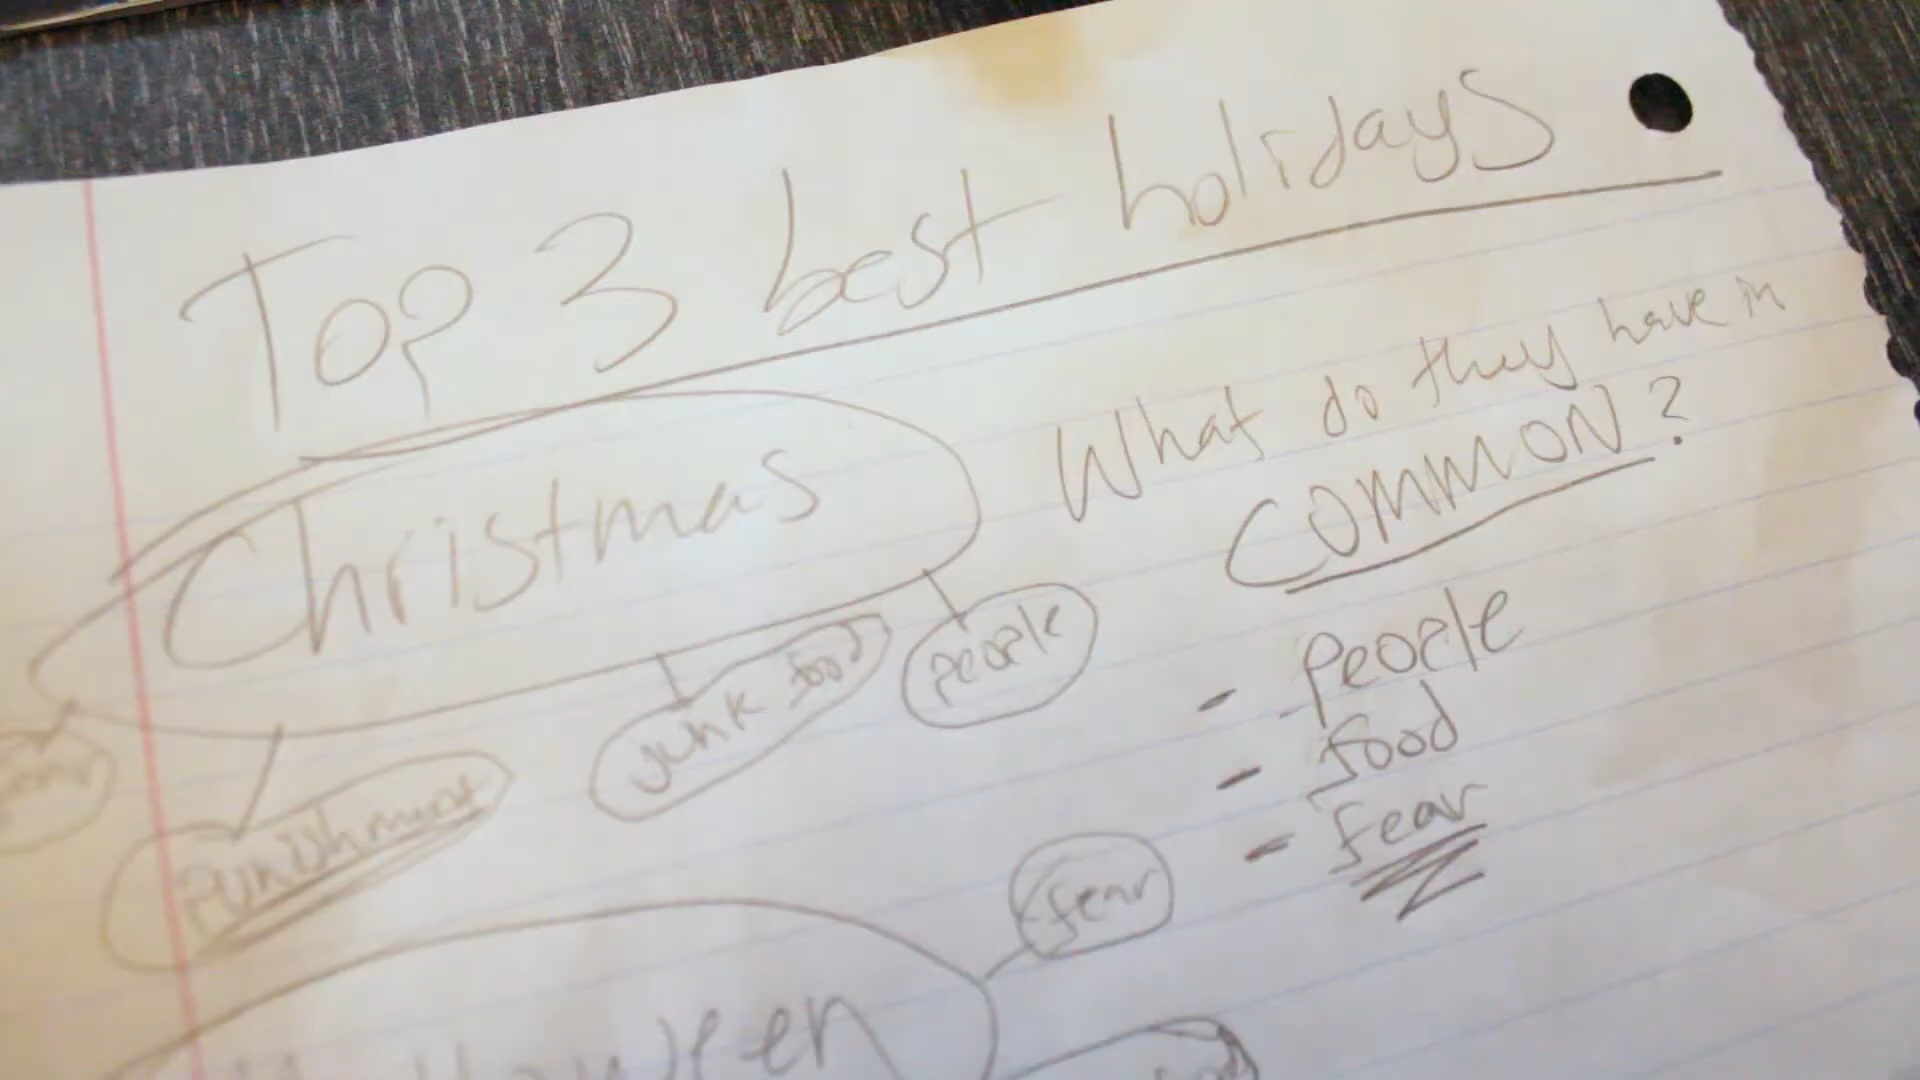 Top 3 best holidays
What do they have in
COMMON?
Christmas
people
junk food
punishment
- people
- food
- fear
fear